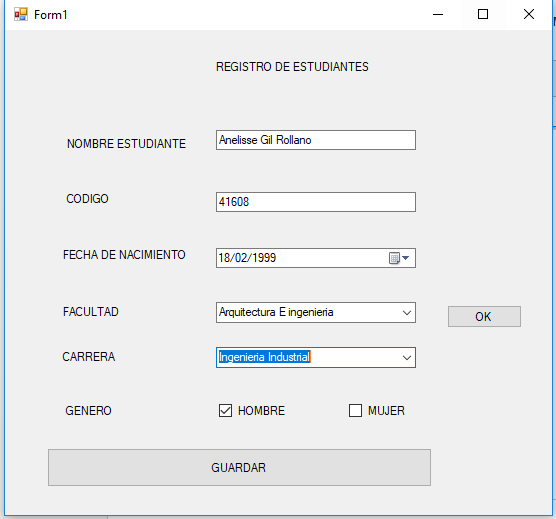 Form1
REGISTRO DE ESTUDIANTES
NOMBRE ESTUDIANTE Anelisse Gil Rollano
CODIGO 41608
FECHA DE NACIMIENTO 18/02/1999
FACULTAD Arquitectura E ingenieria OK
CARRERA Ingenieria Industrial
GENERO HOMBRE MUJER
GUARDAR